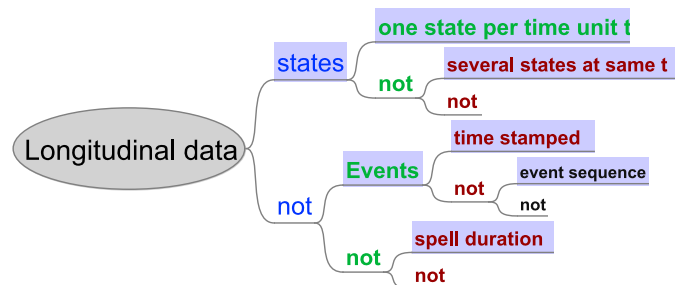 one state per time unit t
states
several states at same t
not
not
time stamped
Longitudinal data
Events
event sequence
not
not
not
spell duration
not
not